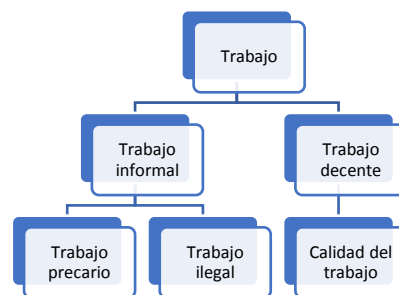 Trabajo
Trabajo
informal
Trabajo
decente
Trabajo
precario
Trabajo
ilegal
Calidad del
trabajo